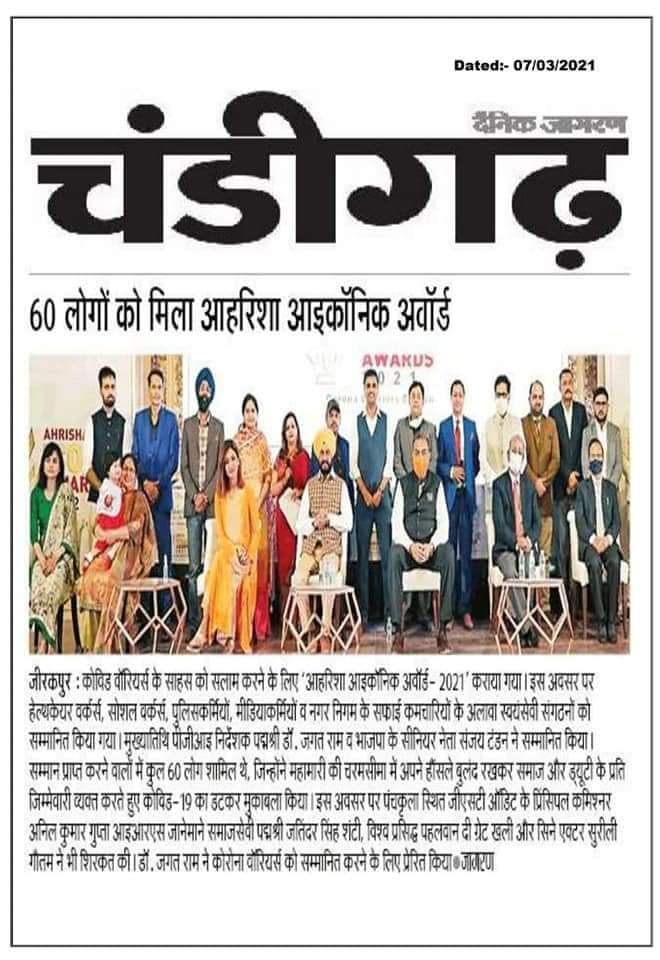 Dated:- 07/03/2021
दैनिक जागरण
चंडीगढ़
60 लोगों को मिला आहरिशा आइकॉनिक अवॉर्ड
AWARDS
2021
AHRISHA
जीरकपुर : कोविड वॉरियर्स के साहस को सलाम करने के लिए 'आहरिशा आइकॉनिक अवॉर्ड- 2021' कराया गया। इस अवसर पर
हेल्थकेयर वर्कर्स, सोशल वर्कर्स, पुलिसकर्मियों, मीडियाकर्मियों व नगर निगम के सफाई कमचारियों के अलावा स्वयंसेवी संगठनों को
सम्मानित किया गया। मुख्यातिथि पीजीआइ निर्देशक पद्मश्री डॉ. जगत राम व भाजपा के सीनियर नेता संजय टंडन ने सम्मानित किया।
सम्मान प्राप्त करने वालों में कुल 60 लोग शामिल थे, जिन्होंने महामारी की चरमसीमा में अपने हौंसले बुलंद रखकर समाज और ड्यूटी के प्रति
जिम्मेवारी व्यक्त करते हुए कोविड-19 का डटकर मुकाबला किया। इस अवसर पर पंचकूला स्थित जीएसटी ऑडिट के प्रिंसिपल कमिश्नर
अनिल कुमार गुप्ता आइआरएस जानेमाने समाजसेवी पद्मश्री जतिंदर सिंह शंटी, विश्व प्रसिद्ध पहलवान दी ग्रेट खली और सिने एक्टर सुरीली
गौतम ने भी शिरकत की। डॉ. जगत राम ने कोरोना वॉरियर्स को सम्मानित करने के लिए प्रेरित किया●जागरण